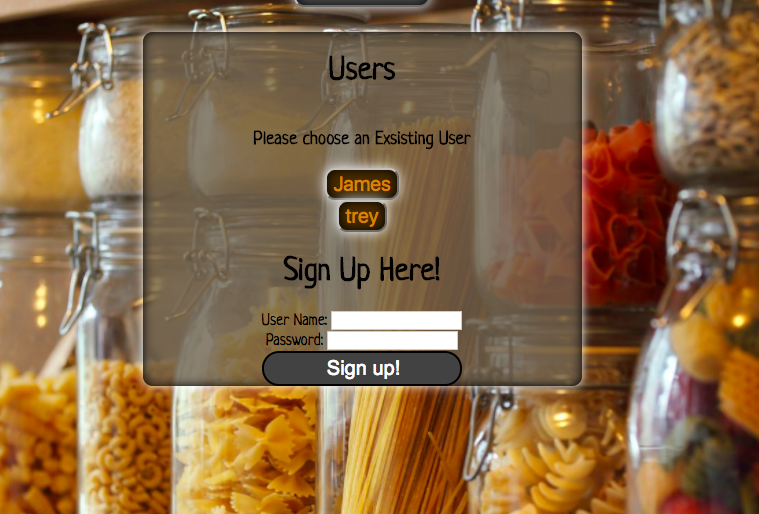 Users
Please choose an Exsisting User
James
trey
Sign Up Here!
User Name:
Password:
Sign up!